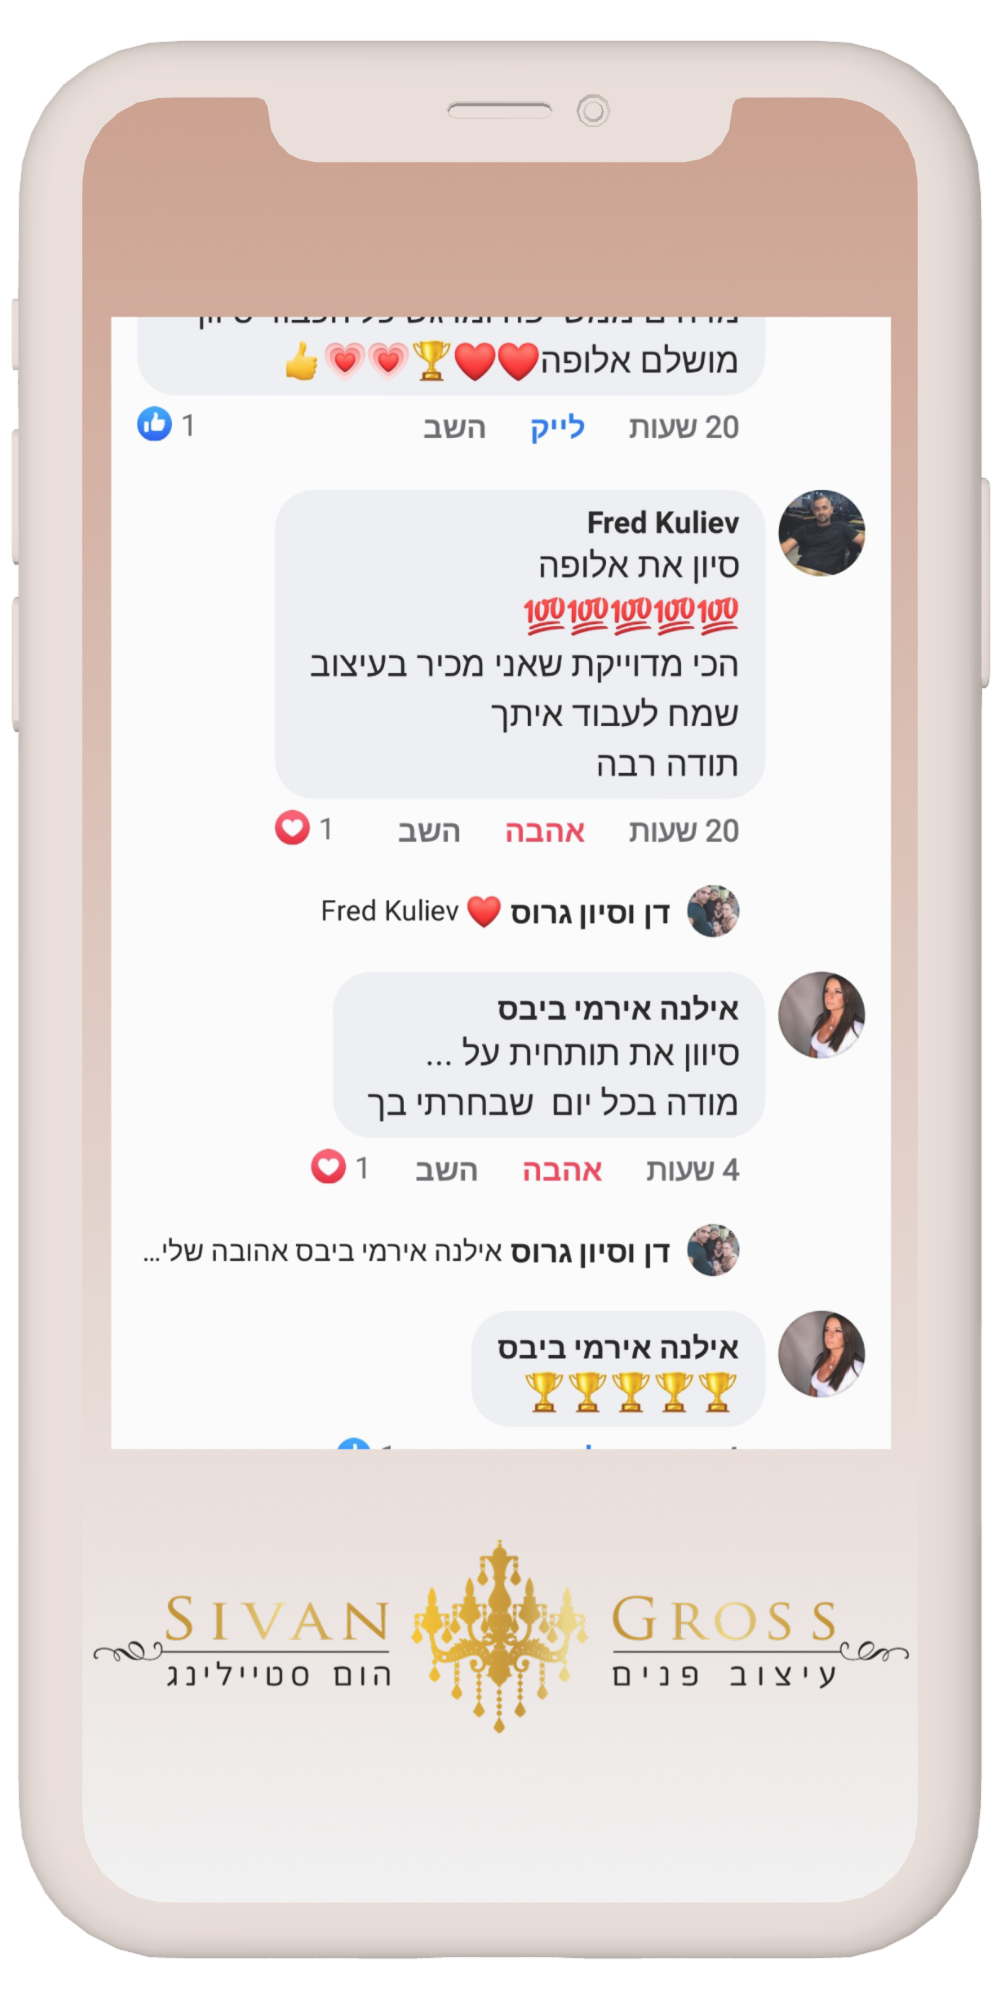 מושלם אלופה❤️❤️🏆💗💗👍
20 שעות לייק השב 1
Fred Kuliev
סיון את אלופה
💯💯💯💯💯
הכי מדוייקת שאני מכיר בעיצוב
שמח לעבוד איתך
תודה רבה
20 שעות אהבה השב 1
דן וסיון גרוס ❤️ Fred Kuliev
אילנה אירמי ביבס
סיוון את תותחית על ...
מודה בכל יום שבחרתי בך
4 שעות אהבה השב 1
דן וסיון גרוס אילנה אירמי ביבס אהובה שלי...
אילנה אירמי ביבס
🏆🏆🏆🏆🏆
SIVAN GROSS
עיצוב פנים הום סטיילינג